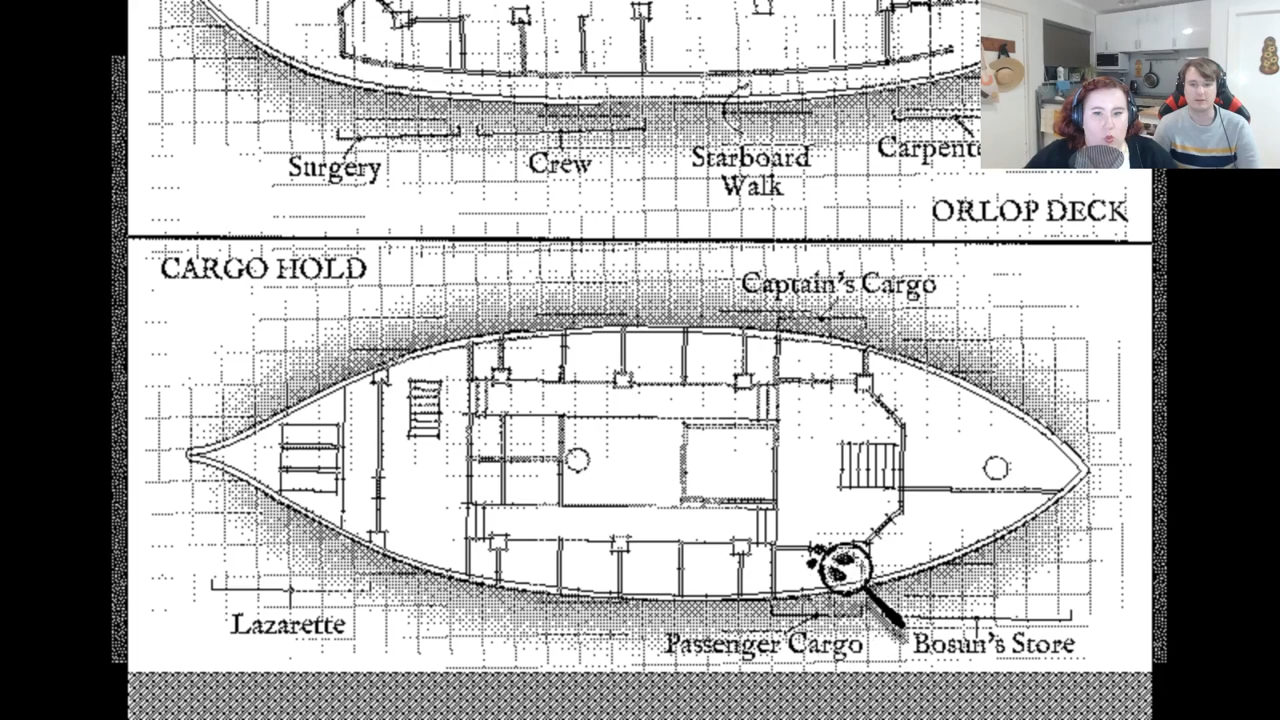 Surgery
Crew
Starboard
Walk
ORLOP DECK
CARGO HOLD
Captain's Cargo
Lazarette
Passenger Cargo
Bosun's Store